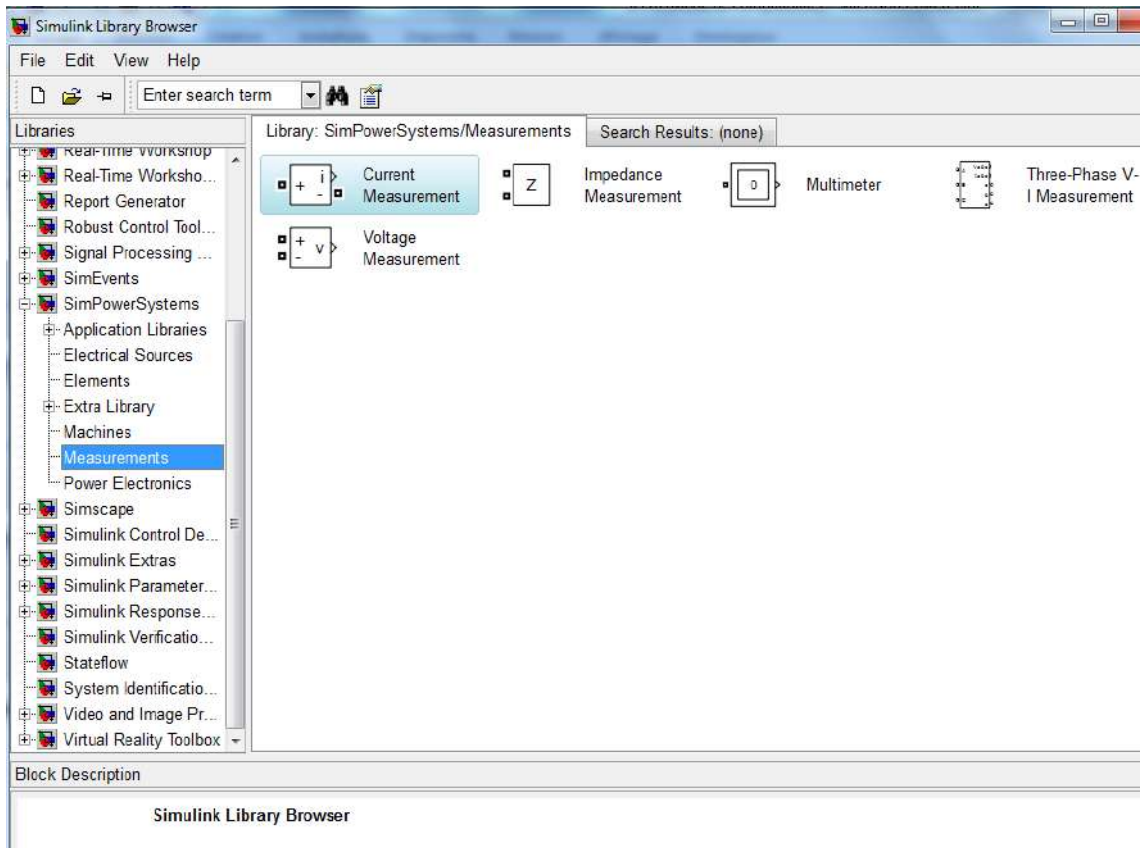 Simulink Library Browser
File Edit View Help
Enter search term
Libraries
Library: SimPowerSystems/Measurements
Search Results: (none)
Real-Time Workshop
Real-Time Worksho...
Report Generator
Robust Control Tool...
Signal Processing ...
SimEvents
SimPowerSystems
Application Libraries
Electrical Sources
Elements
Extra Library
Machines
Measurements
Power Electronics
Simscape
Simulink Control De...
Simulink Extras
Simulink Parameter...
Simulink Response...
Simulink Verificatio...
Stateflow
System Identificatio...
Video and Image Pr...
Virtual Reality Toolbox
+ i -
Current
Measurement
Z
Impedance
Measurement
0
Multimeter
Three-Phase V-
I Measurement
+ v -
Voltage
Measurement
Block Description
Simulink Library Browser